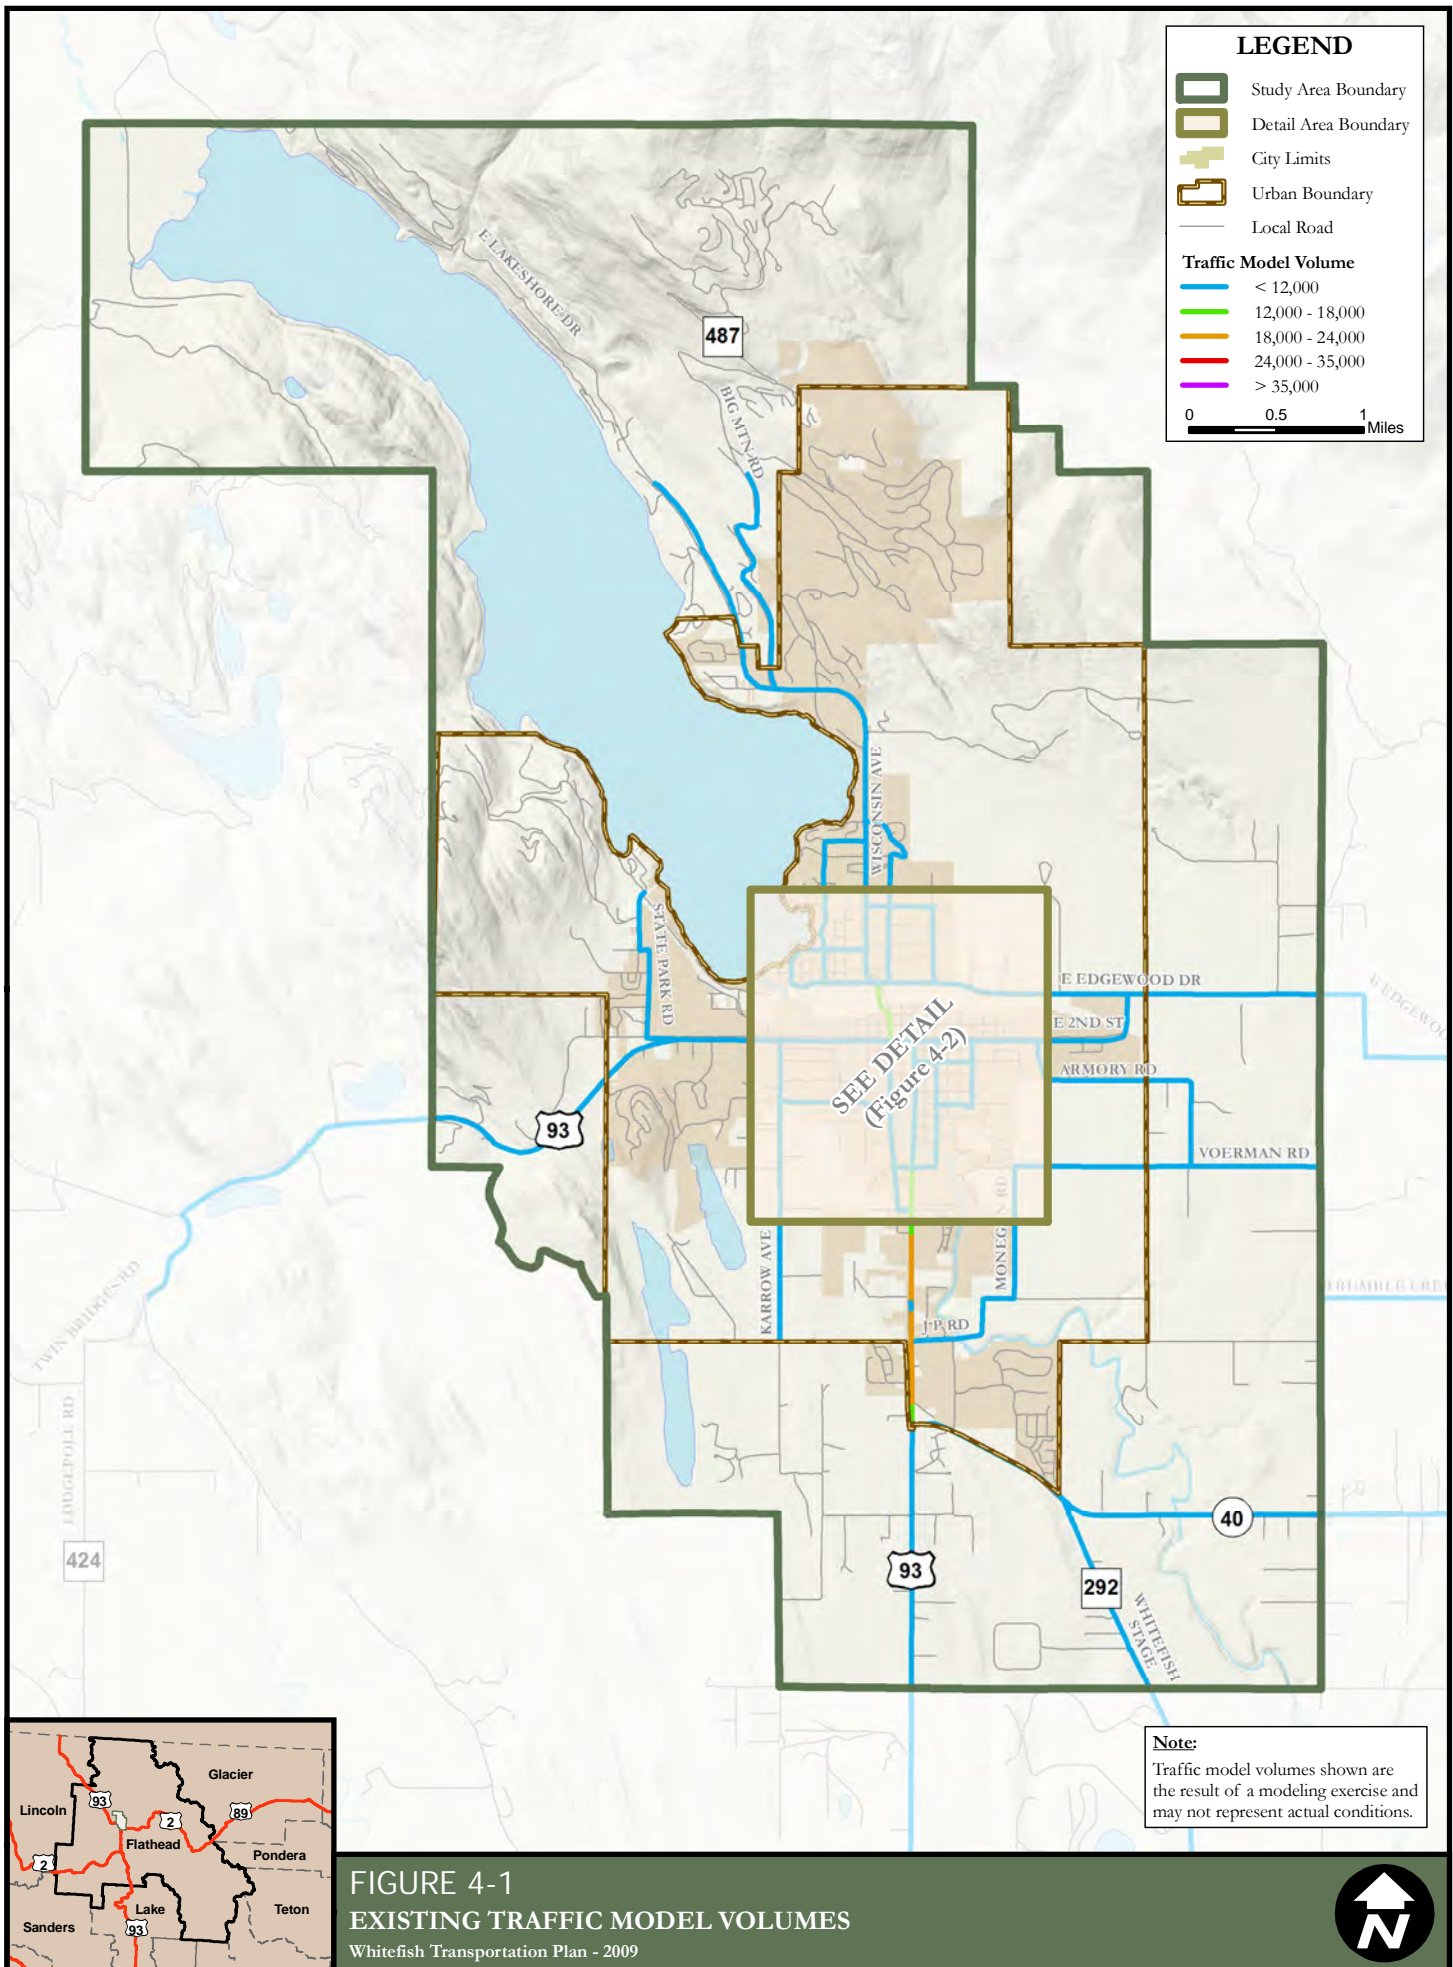 LEGEND
Study Area Boundary
Detail Area Boundary
City Limits
Urban Boundary
Local Road
Traffic Model Volume
< 12,000
12,000 - 18,000
18,000 - 24,000
24,000 - 35,000
> 35,000
0 0.5 1
Miles
E LAKESHORE DR
487
BIG MTN RD
WISCONSIN AVE
STATE PARK RD
E EDGEWOOD DR
E 2ND ST
ARMORY RD
SEE DETAIL
(Figure 4-2)
93
VOERMAN RD
KARROW AVE
J P RD
TWIN BRIDGES RD
LODGEPOLE RD
424
40
93
292
WHITEFISH
STAGE
Note:
Traffic model volumes shown are
the result of a modeling exercise and
may not represent actual conditions.
Glacier
Lincoln
93
2
89
Flathead
2
Pondera
Lake
Teton
Sanders
93
FIGURE 4-1
EXISTING TRAFFIC MODEL VOLUMES
Whitefish Transportation Plan - 2009
N